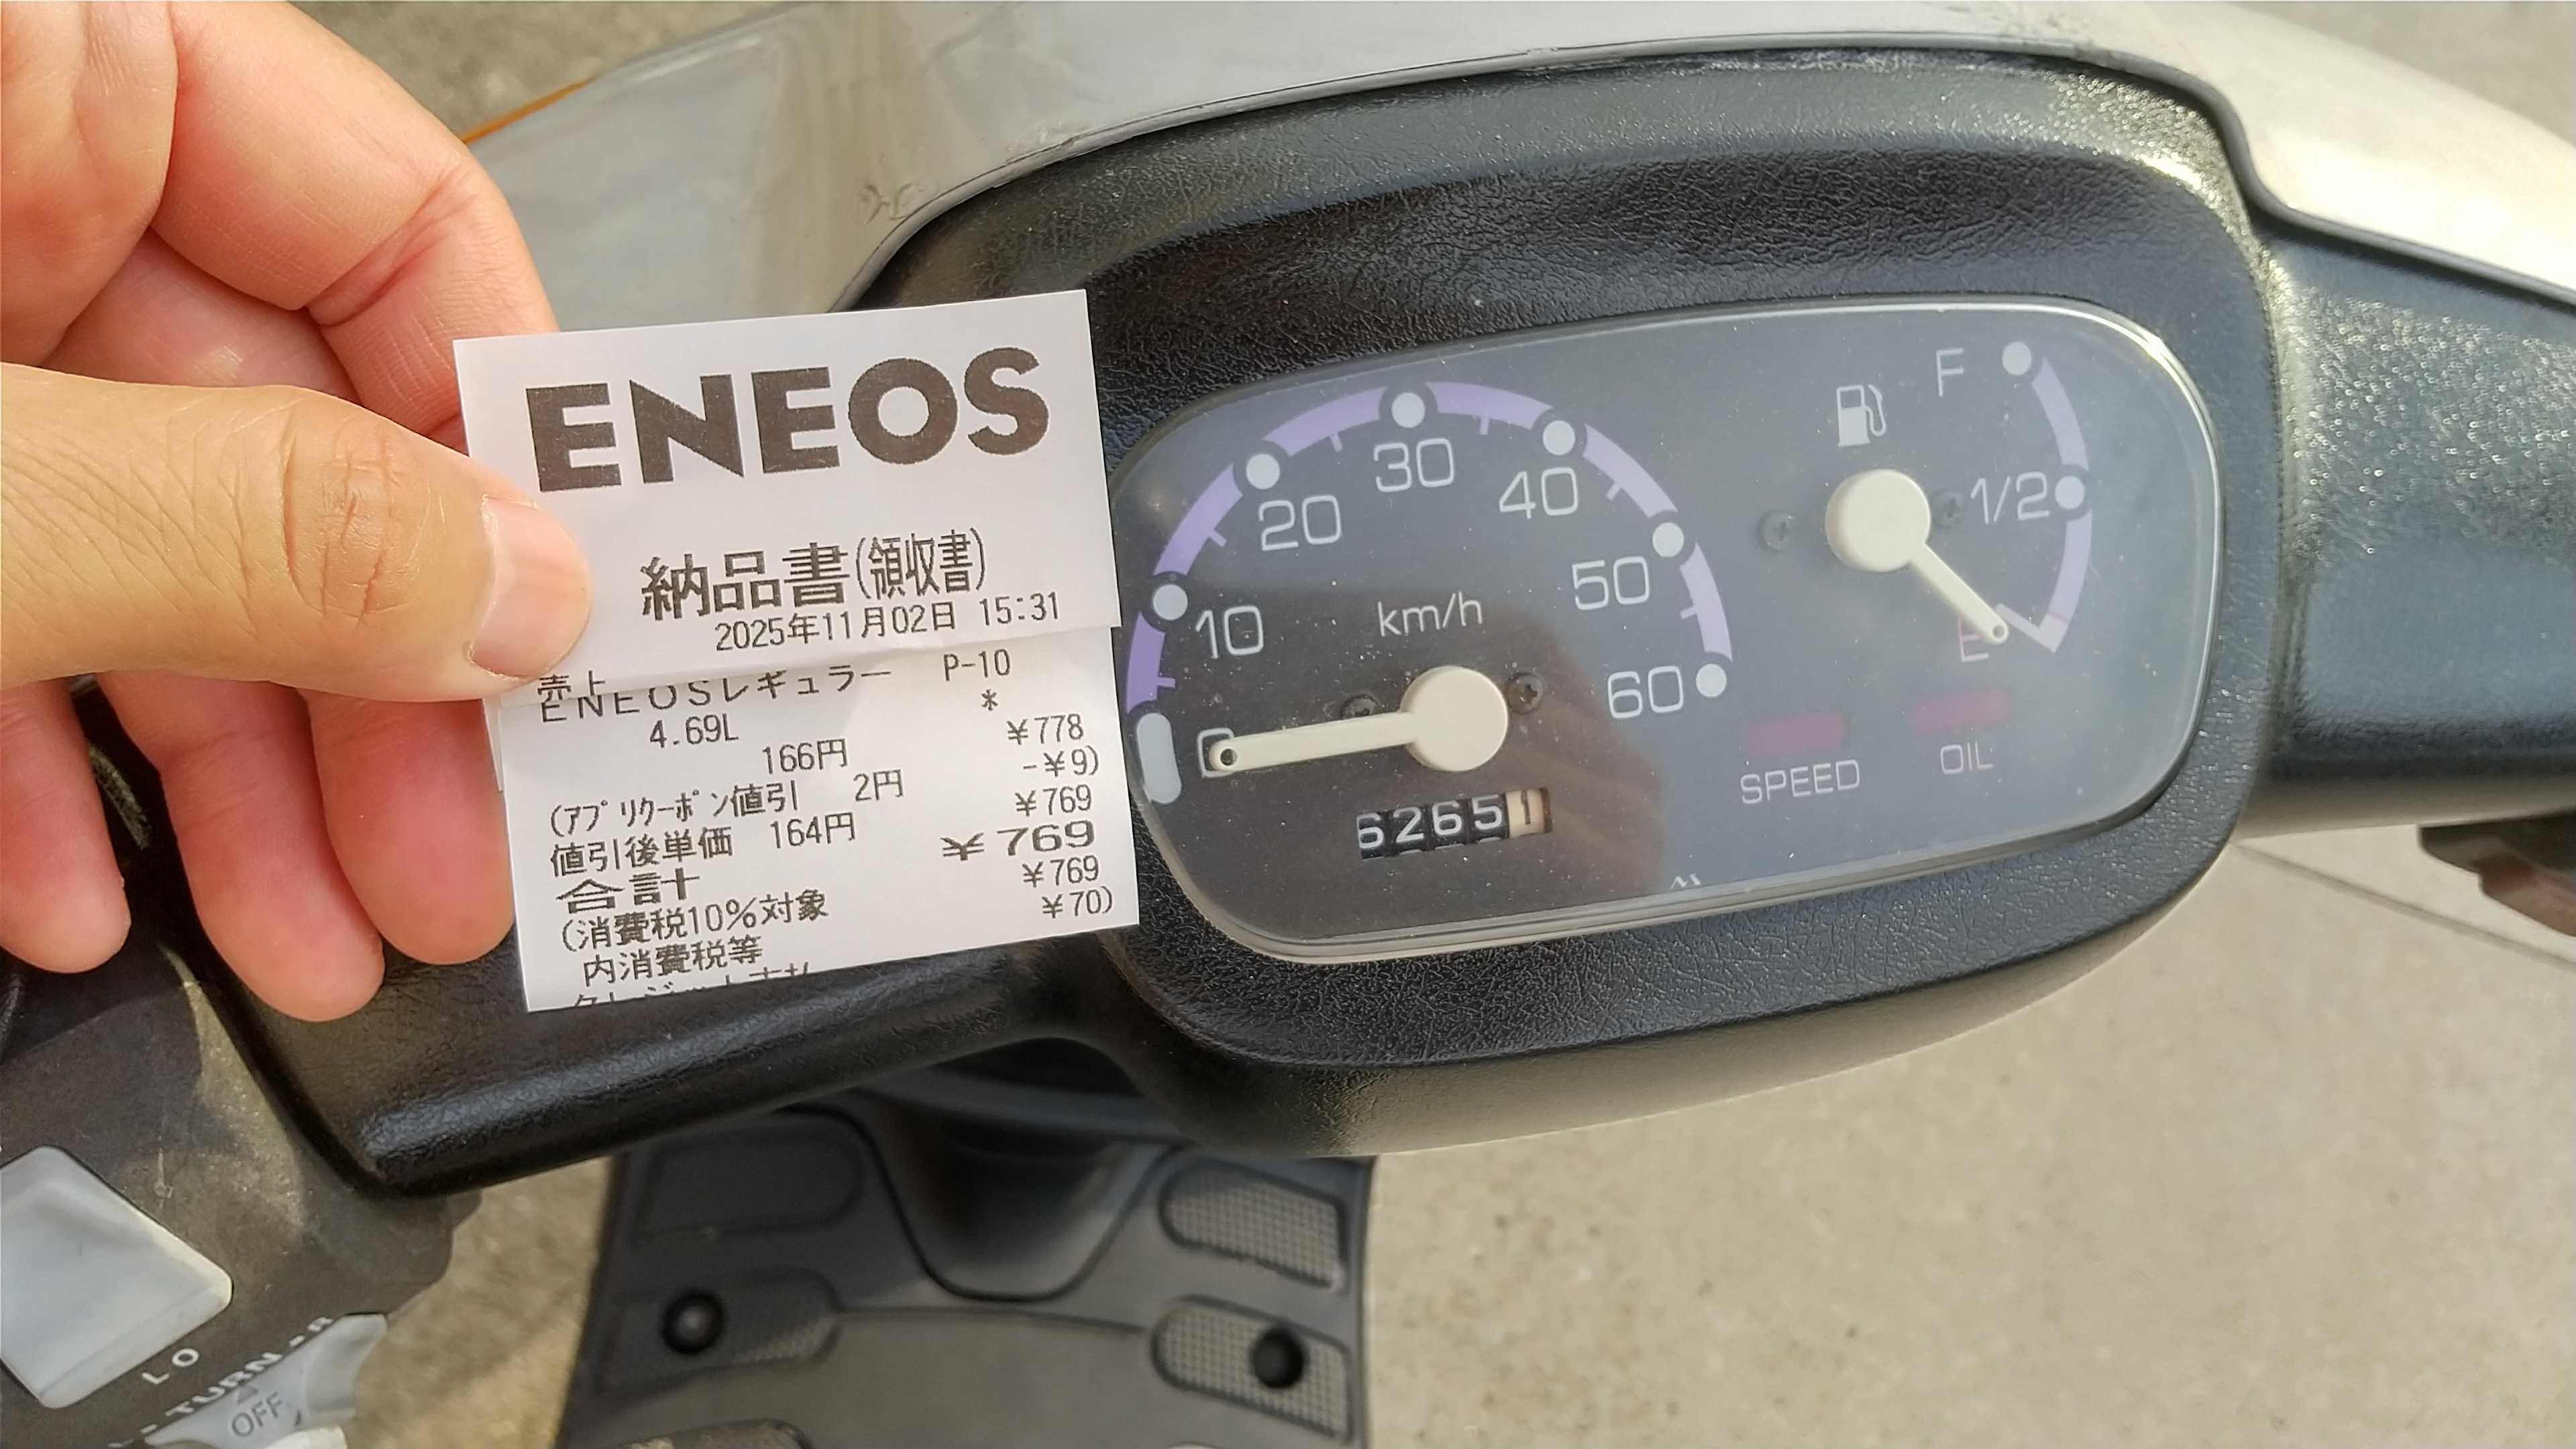 ENEOS
納品書(領収書)
2025年11月02日 15:31
売上
P-10
ENEOSレギュラー
*
4.69L
¥778
166円
-¥9)
(アプリクーポン値引 2円
¥769
値引後単価 164円
¥769
合計
¥769
(消費税10%対象
¥70)
内消費税等
0
10
20
30
40
50
60
km/h
62651
F
1/2
E
SPEED
OIL
LO
TURN
OFF